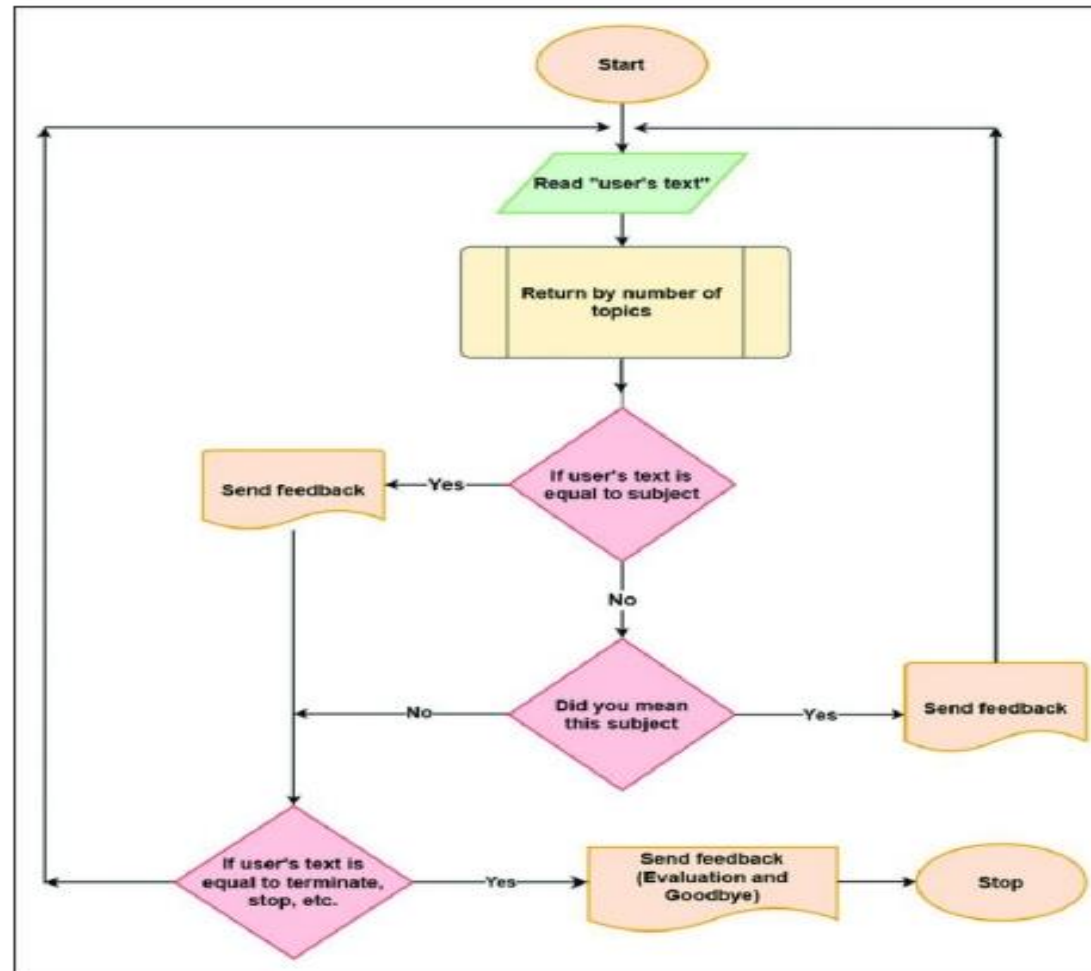 Start
Read "user's text"
Return by number of
topics
If user's text is
equal to subject
Yes
Send feedback
No
Did you mean
this subject
No
Yes
Send feedback
If user's text is
equal to terminate,
stop, etc.
Yes
Send feedback
(Evaluation and
Goodbye)
Stop